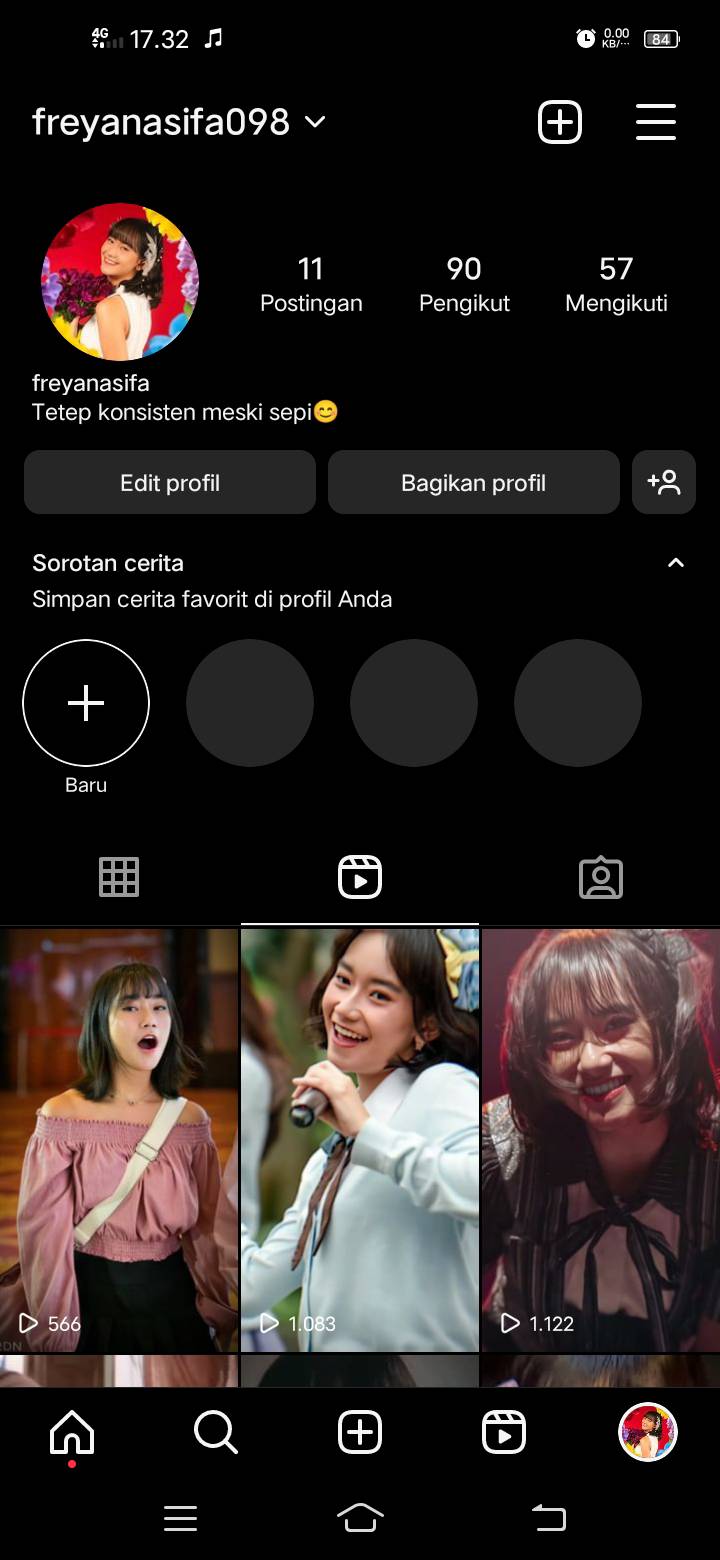 4G 17.32 0.00 KB/··· 84
freyanasifa098
11 90 57
Postingan Pengikut Mengikuti
freyanasifa
Tetep konsisten meski sepi😊
Edit profil Bagikan profil
Sorotan cerita
Simpan cerita favorit di profil Anda
Baru
566 1.083 1.122